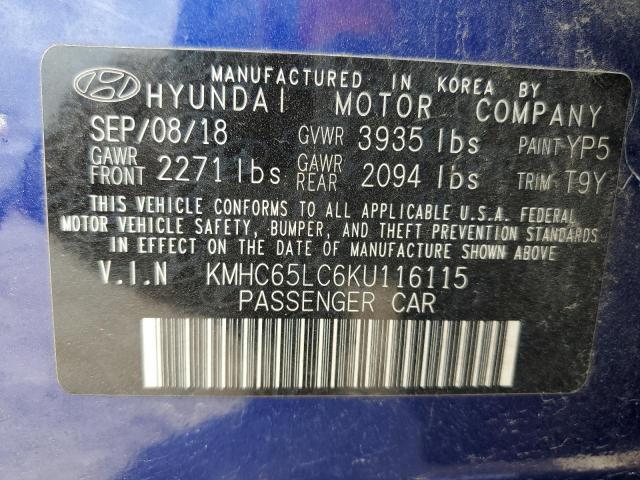 MANUFACTURED IN KOREA BY
HYUNDAI MOTOR COMPANY
SEP/08/18 GVWR 3935 lbs PAINT-YP5
GAWR FRONT 2271 lbs GAWR REAR 2094 lbs TRIM-T9Y
THIS VEHICLE CONFORMS TO ALL APPLICABLE U.S.A. FEDERAL
MOTOR VEHICLE SAFETY, BUMPER, AND THEFT PREVENTION STANDARDS
IN EFFECT ON THE DATE OF MANUFACTURE SHOWN ABOVE.
V.I.N KMHC65LC6KU116115
PASSENGER CAR